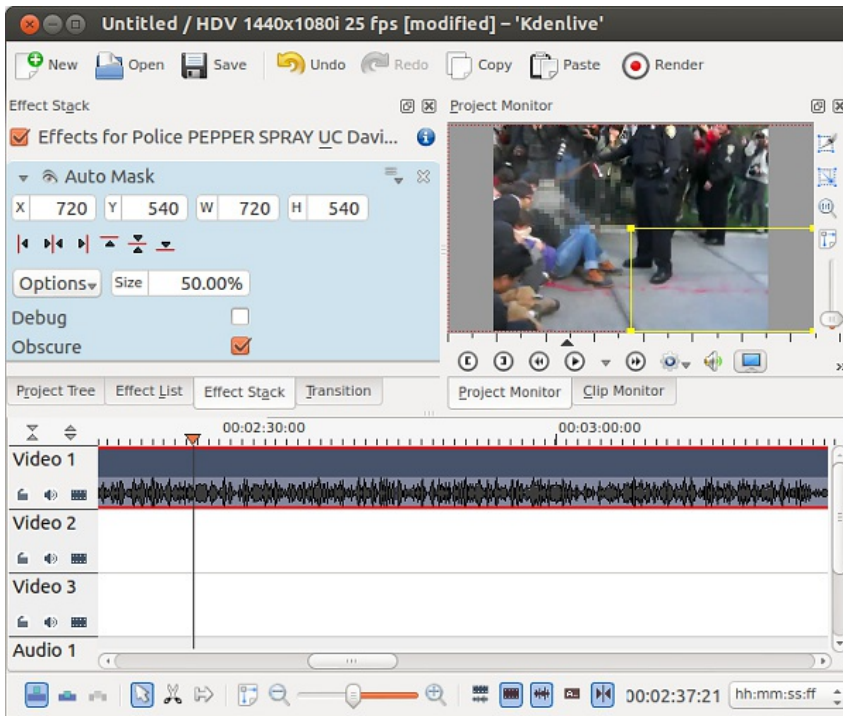 Untitled / HDV 1440x1080i 25 fps [modified] – 'Kdenlive'
New Open Save Undo Redo Copy Paste Render
Effect Stack
Project Monitor
Effects for Police PEPPER SPRAY UC Davi...
Auto Mask
X 720 Y 540 W 720 H 540
Options Size 50.00%
Debug
Obscure
Project Tree Effect List Effect Stack Transition
Project Monitor Clip Monitor
00:02:30:00 00:03:00:00
Video 1
Video 2
Video 3
Audio 1
00:02:37:21 hh:mm:ss:ff